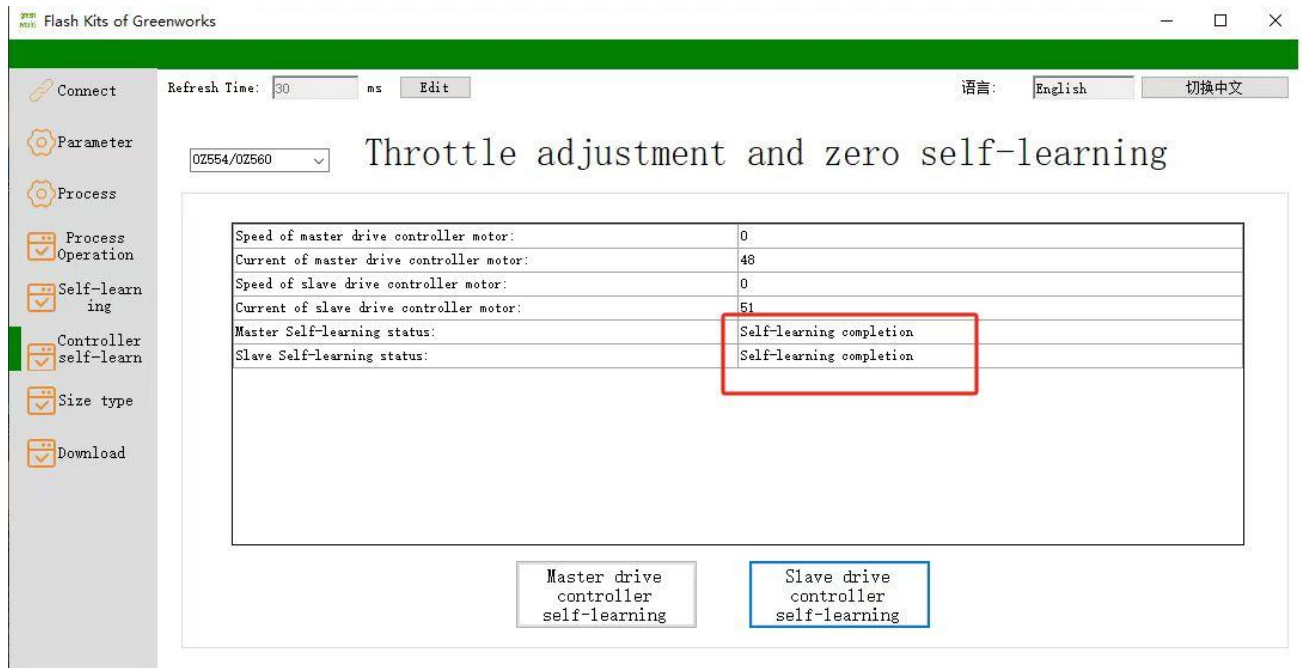 green works Flash Kits of Greenworks
Connect
Refresh Time: 30 ms Edit
语言: English 切换中文
Parameter
0Z554/0Z560
Throttle adjustment and zero self-learning
Process
Process
Operation
Self-learn
ing
Controller
self-learn
Size type
Download
Speed of master drive controller motor: 0
Current of master drive controller motor: 48
Speed of slave drive controller motor: 0
Current of slave drive controller motor: 51
Master Self-learning status: Self-learning completion
Slave Self-learning status: Self-learning completion
Master drive
controller
self-learning
Slave drive
controller
self-learning